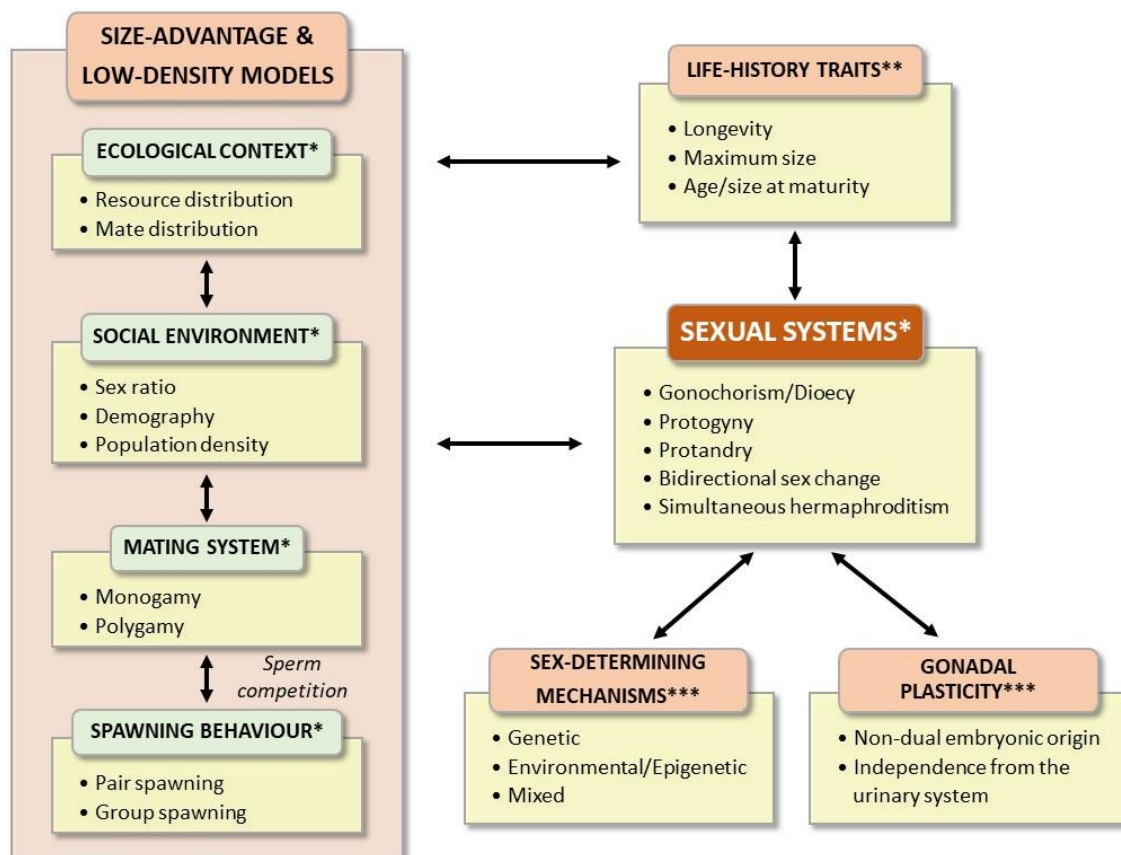 SIZE-ADVANTAGE &
LOW-DENSITY MODELS
ECOLOGICAL CONTEXT*
• Resource distribution
• Mate distribution
SOCIAL ENVIRONMENT*
• Sex ratio
• Demography
• Population density
MATING SYSTEM*
• Monogamy
• Polygamy
Sperm
competition
SPAWNING BEHAVIOUR*
• Pair spawning
• Group spawning
LIFE-HISTORY TRAITS**
• Longevity
• Maximum size
• Age/size at maturity
SEXUAL SYSTEMS*
• Gonochorism/Dioecy
• Protogyny
• Protandry
• Bidirectional sex change
• Simultaneous hermaphroditism
SEX-DETERMINING
MECHANISMS***
• Genetic
• Environmental/Epigenetic
• Mixed
GONADAL
PLASTICITY***
• Non-dual embryonic origin
• Independence from the
urinary system